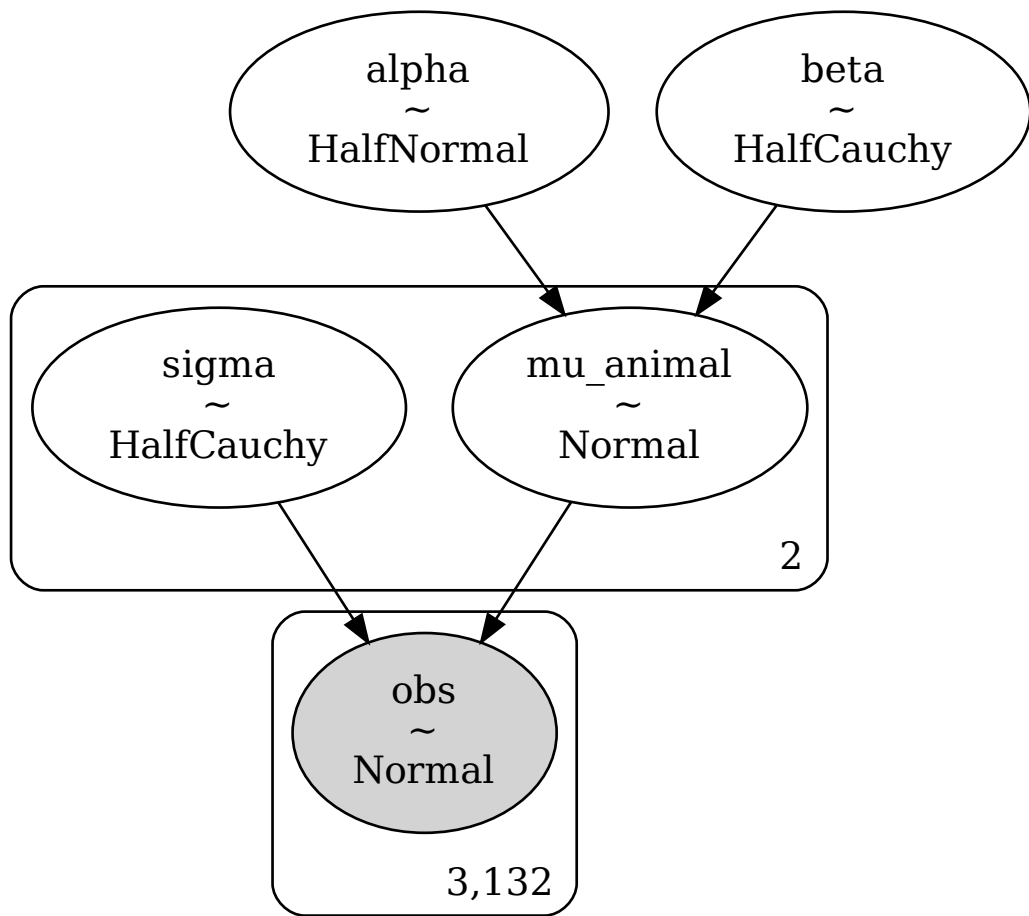 alpha
~
HalfNormal
beta
~
HalfCauchy
sigma
~
HalfCauchy
mu_animal
~
Normal
2
obs
~
Normal
3,132